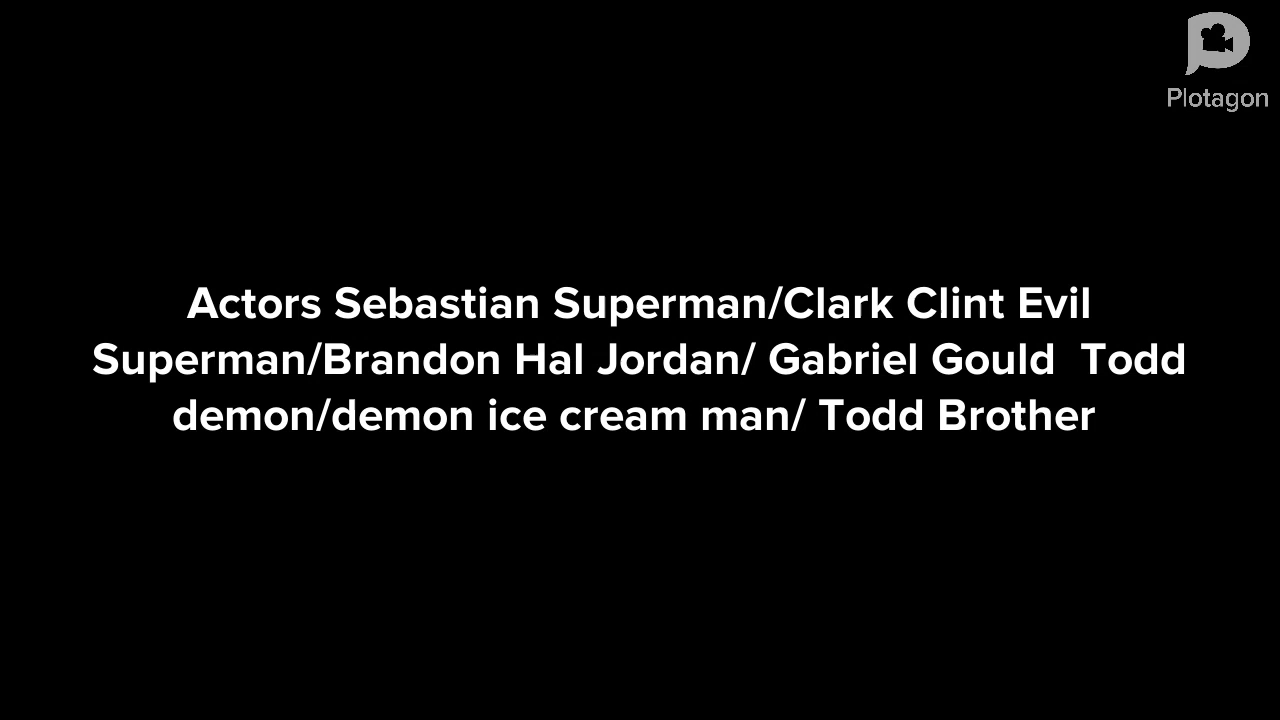 Plotagon
Actors Sebastian Superman/Clark Clint Evil
Superman/Brandon Hal Jordan/ Gabriel Gould  Todd
demon/demon ice cream man/ Todd Brother